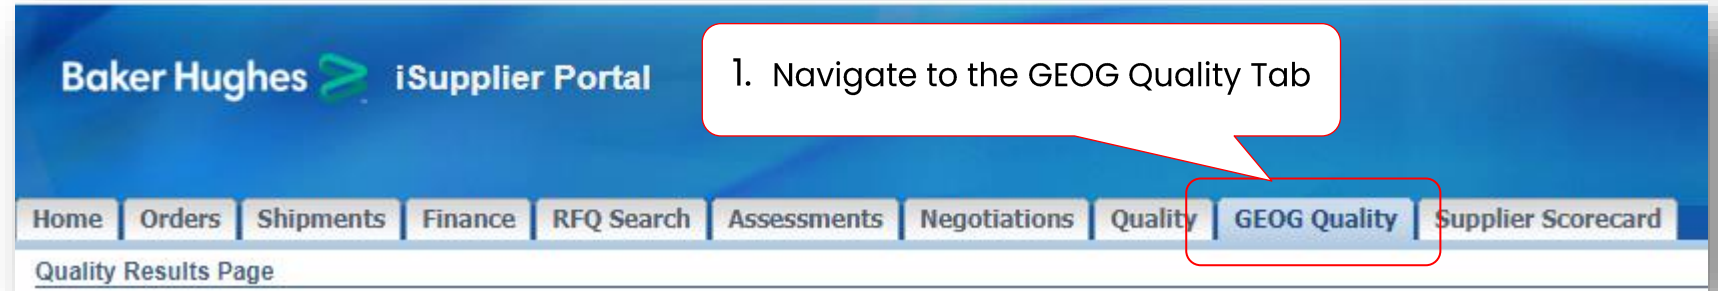 Baker Hughes iSupplier Portal
1. Navigate to the GEOG Quality Tab
Home Orders Shipments Finance RFQ Search Assessments Negotiations Quality GEOG Quality Supplier Scorecard
Quality Results Page